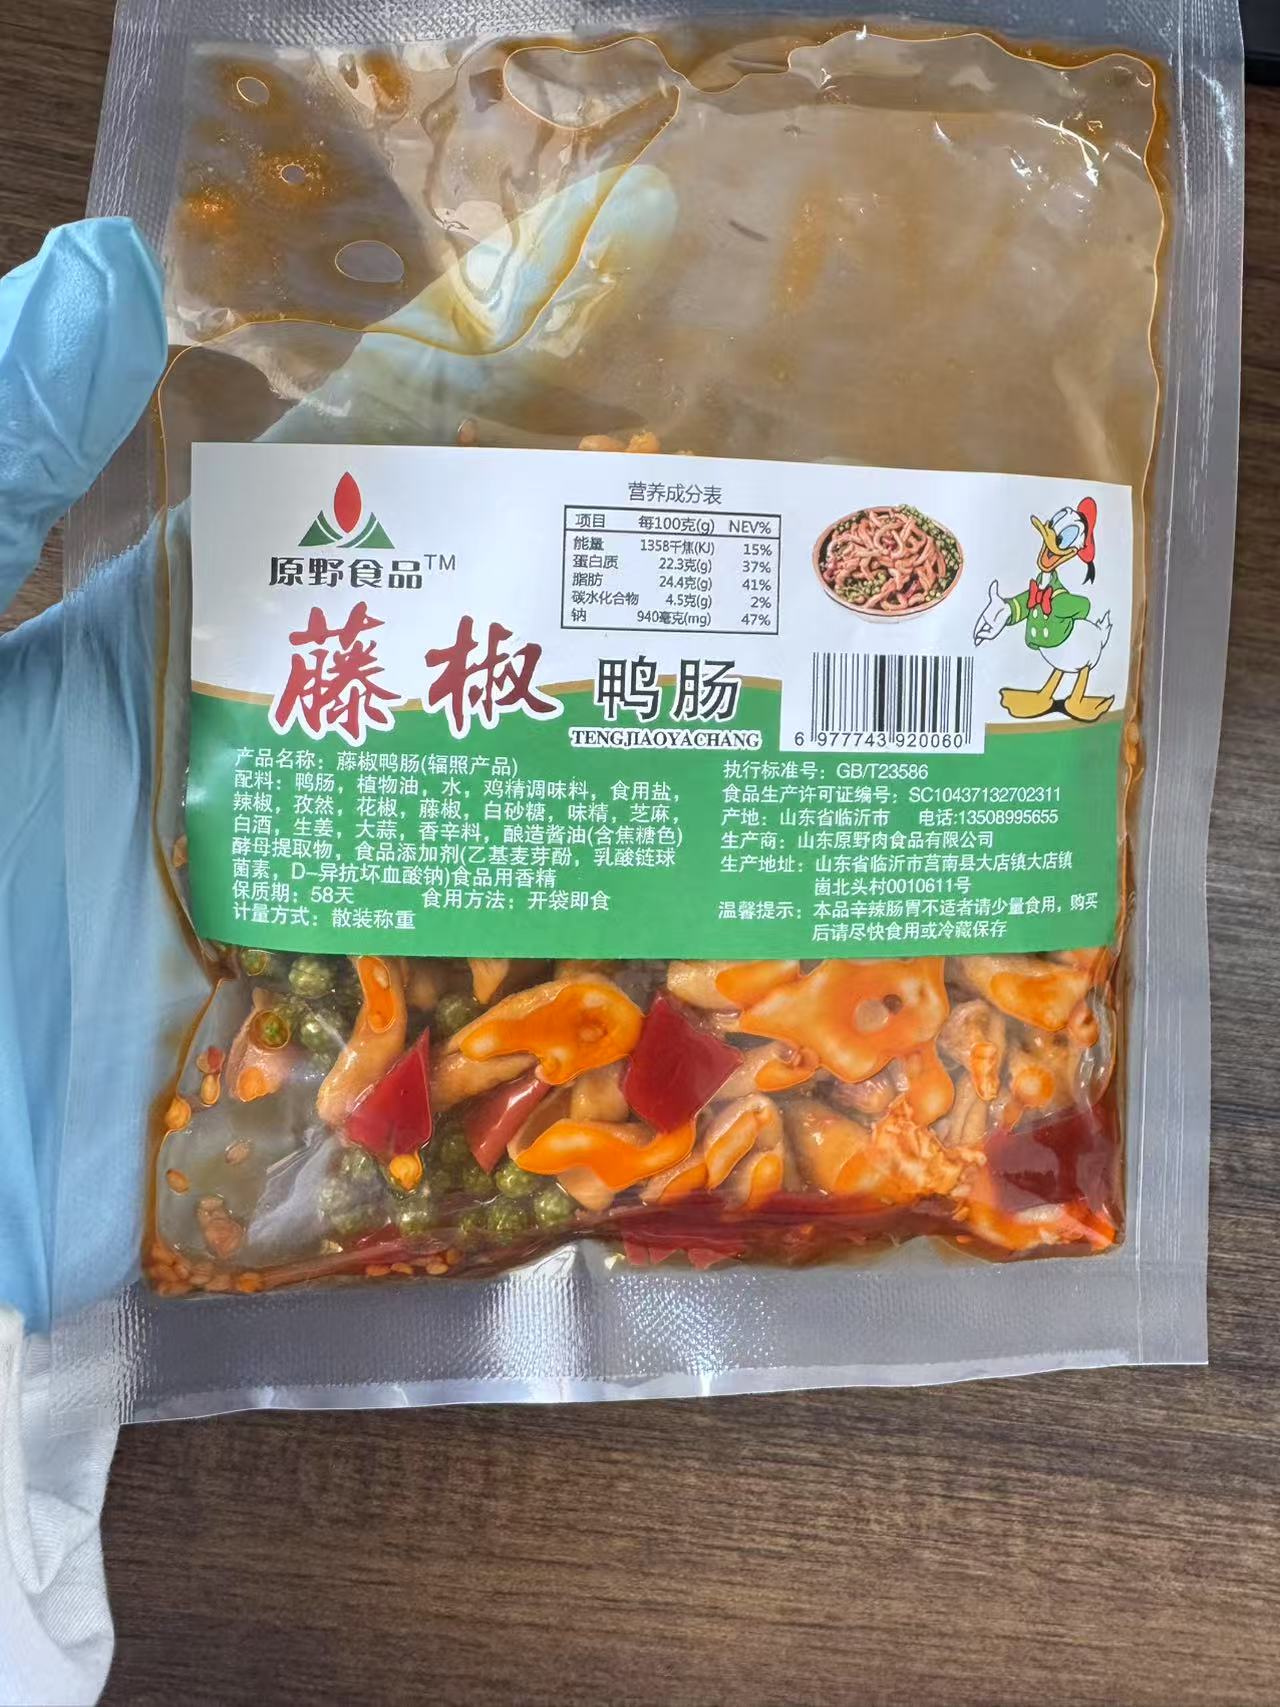 原野食品TM
藤椒 鸭肠
TENGJIAOYACHANG
营养成分表
项目 每100克(g) NEV%
能量 1358千焦(KJ) 15%
蛋白质 22.3克(g) 37%
脂肪 24.4克(g) 41%
碳水化合物 4.5克(g) 2%
钠 940毫克(mg) 47%
6 977743 920060
产品名称：藤椒鸭肠(辐照产品)
配料：鸭肠，植物油，水，鸡精调味料，食用盐，
辣椒，孜然，花椒，藤椒，白砂糖，味精，芝麻，
白酒，生姜，大蒜，香辛料，酿造酱油(含焦糖色)
酵母提取物，食品添加剂(乙基麦芽酚，乳酸链球
菌素，D-异抗坏血酸钠)食品用香精
保质期：58天 食用方法：开袋即食
计量方式：散装称重
执行标准号：GB/T23586
食品生产许可证编号：SC10437132702311
产地：山东省临沂市 电话:13508995655
生产商：山东原野肉食品有限公司
生产地址：山东省临沂市莒南县大店镇大店镇
崮北头村0010611号
温馨提示：本品辛辣肠胃不适者请少量食用，购买
后请尽快食用或冷藏保存